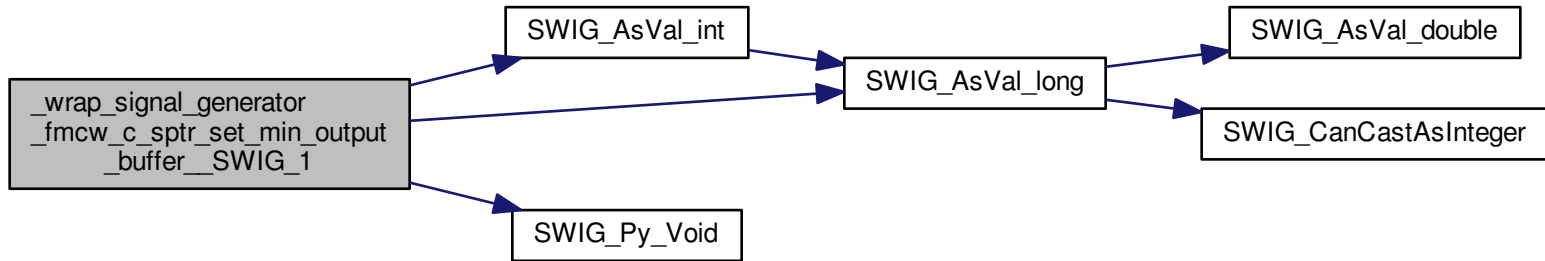 _wrap_signal_generator
_fmcw_c_sptr_set_min_output
_buffer__SWIG_1
SWIG_AsVal_int
SWIG_Py_Void
SWIG_AsVal_long
SWIG_AsVal_double
SWIG_CanCastAsInteger